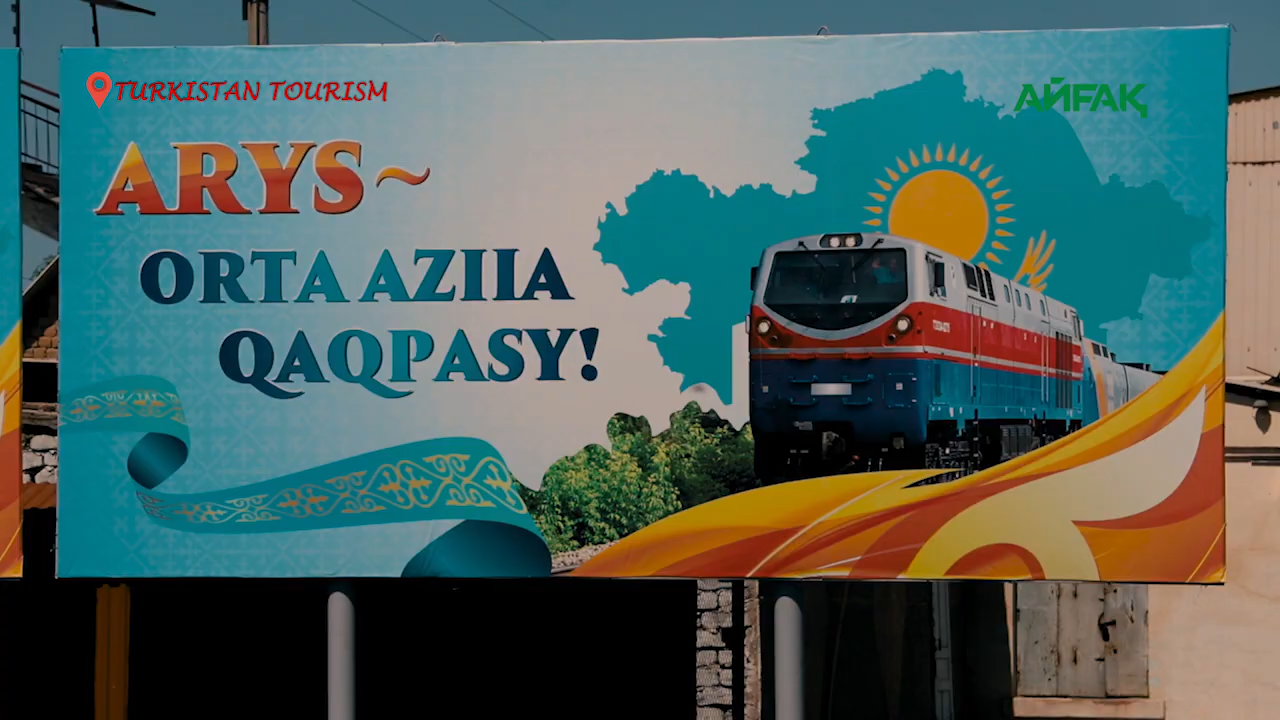 TURKISTAN TOURISM
АЙҒАҚ
ARYS~
ORTA AZIIA
QAQPASY!